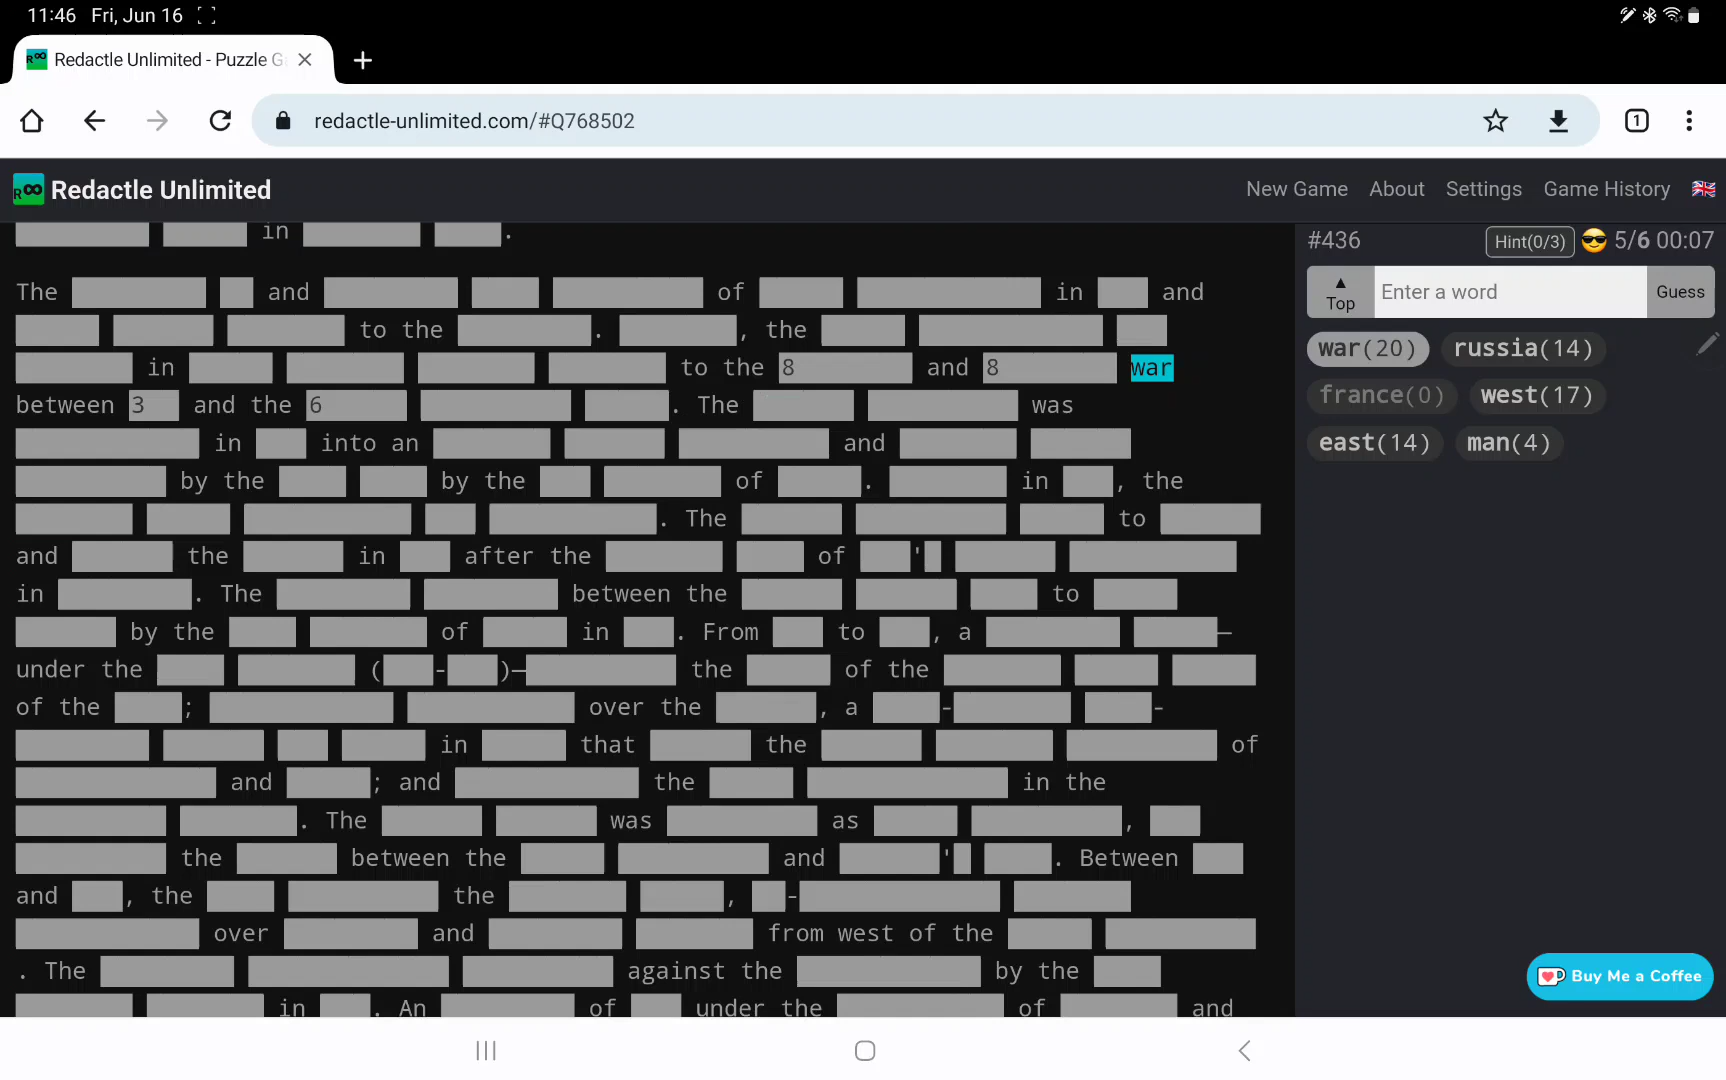 11:46 Fri, Jun 16
Redactle Unlimited - Puzzle G
redactle-unlimited.com/#Q768502
1
R∞ Redactle Unlimited
New Game About Settings Game History
in .
The and of in and
to the . , the
in to the 8 and 8 war
between 3 and the 6 . The was
in into an and
by the by the of . in , the
. The to
and the in after the of '
in . The between the to
by the of in . From to , a —
under the ( - )— the of the
of the ; over the , a - -
in that the of
and ; and the in the
. The was as ,
the between the and ' . Between
and , the the , -
over and from west of the
. The against the by the
in . An of under the of and
#436 Hint(0/3) 5/6 00:07
▲ Top Enter a word Guess
war(20) russia(14)
france(0) west(17)
east(14) man(4)
Buy Me a Coffee